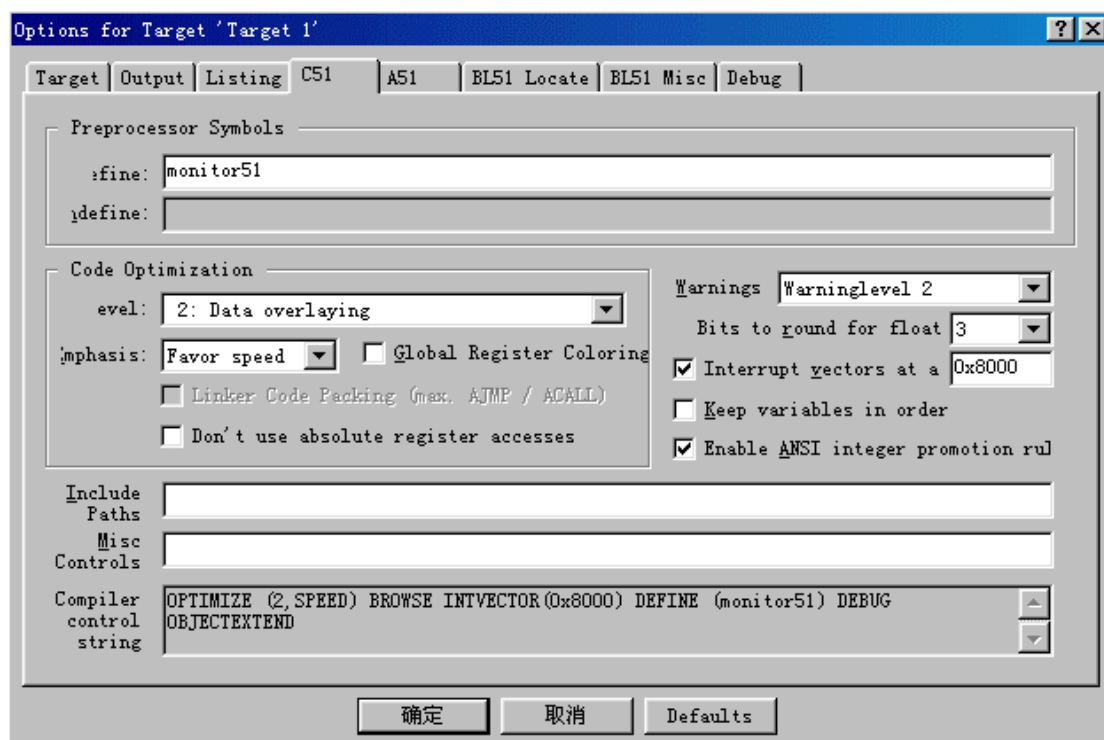 Options for Target 'Target 1'
Target Output Listing C51 A51 BL51 Locate BL51 Misc Debug
Preprocessor Symbols
efine: monitor51
define:
Code Optimization
evel: 2: Data overlaying
mphasis: Favor speed Global Register Coloring
Linker Code Packing (max. AJMP / ACALL)
Don't use absolute register accesses
Warnings Warninglevel 2
Bits to round for float 3
Interrupt vectors at a 0x8000
Keep variables in order
Enable ANSI integer promotion rul
Include
Paths
Misc
Controls
Compiler
control
string
OPTIMIZE (2,SPEED) BROWSE INTVECTOR(0x8000) DEFINE (monitor51) DEBUG
OBJECTEXTEND
确定 取消 Defaults